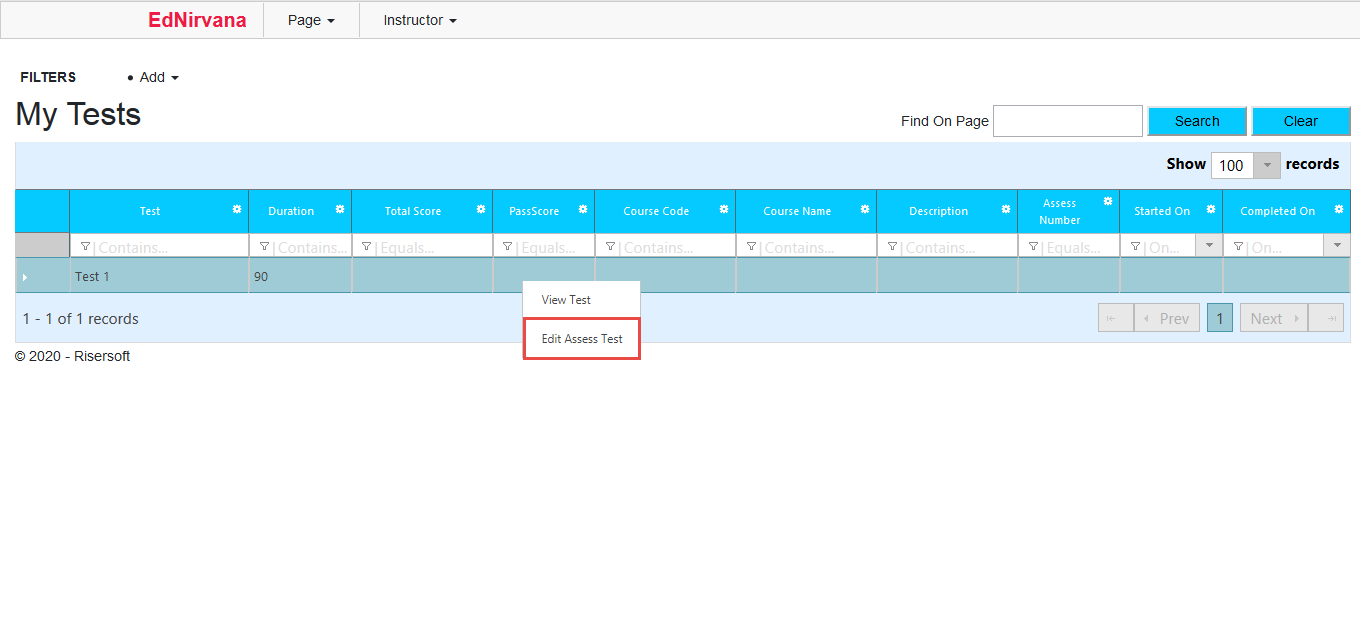 EdNirvana Page Instructor
FILTERS • Add
My Tests
Find On Page Search Clear
Show 100 records
Test Duration Total Score PassScore Course Code Course Name Description Assess Number Started On Completed On
Contains... Contains... Equals... Equals... Contains... Contains... Contains... Equals... On... On...
Test 1 90
View Test
Edit Assess Test
1 - 1 of 1 records Prev 1 Next
© 2020 - Risersoft